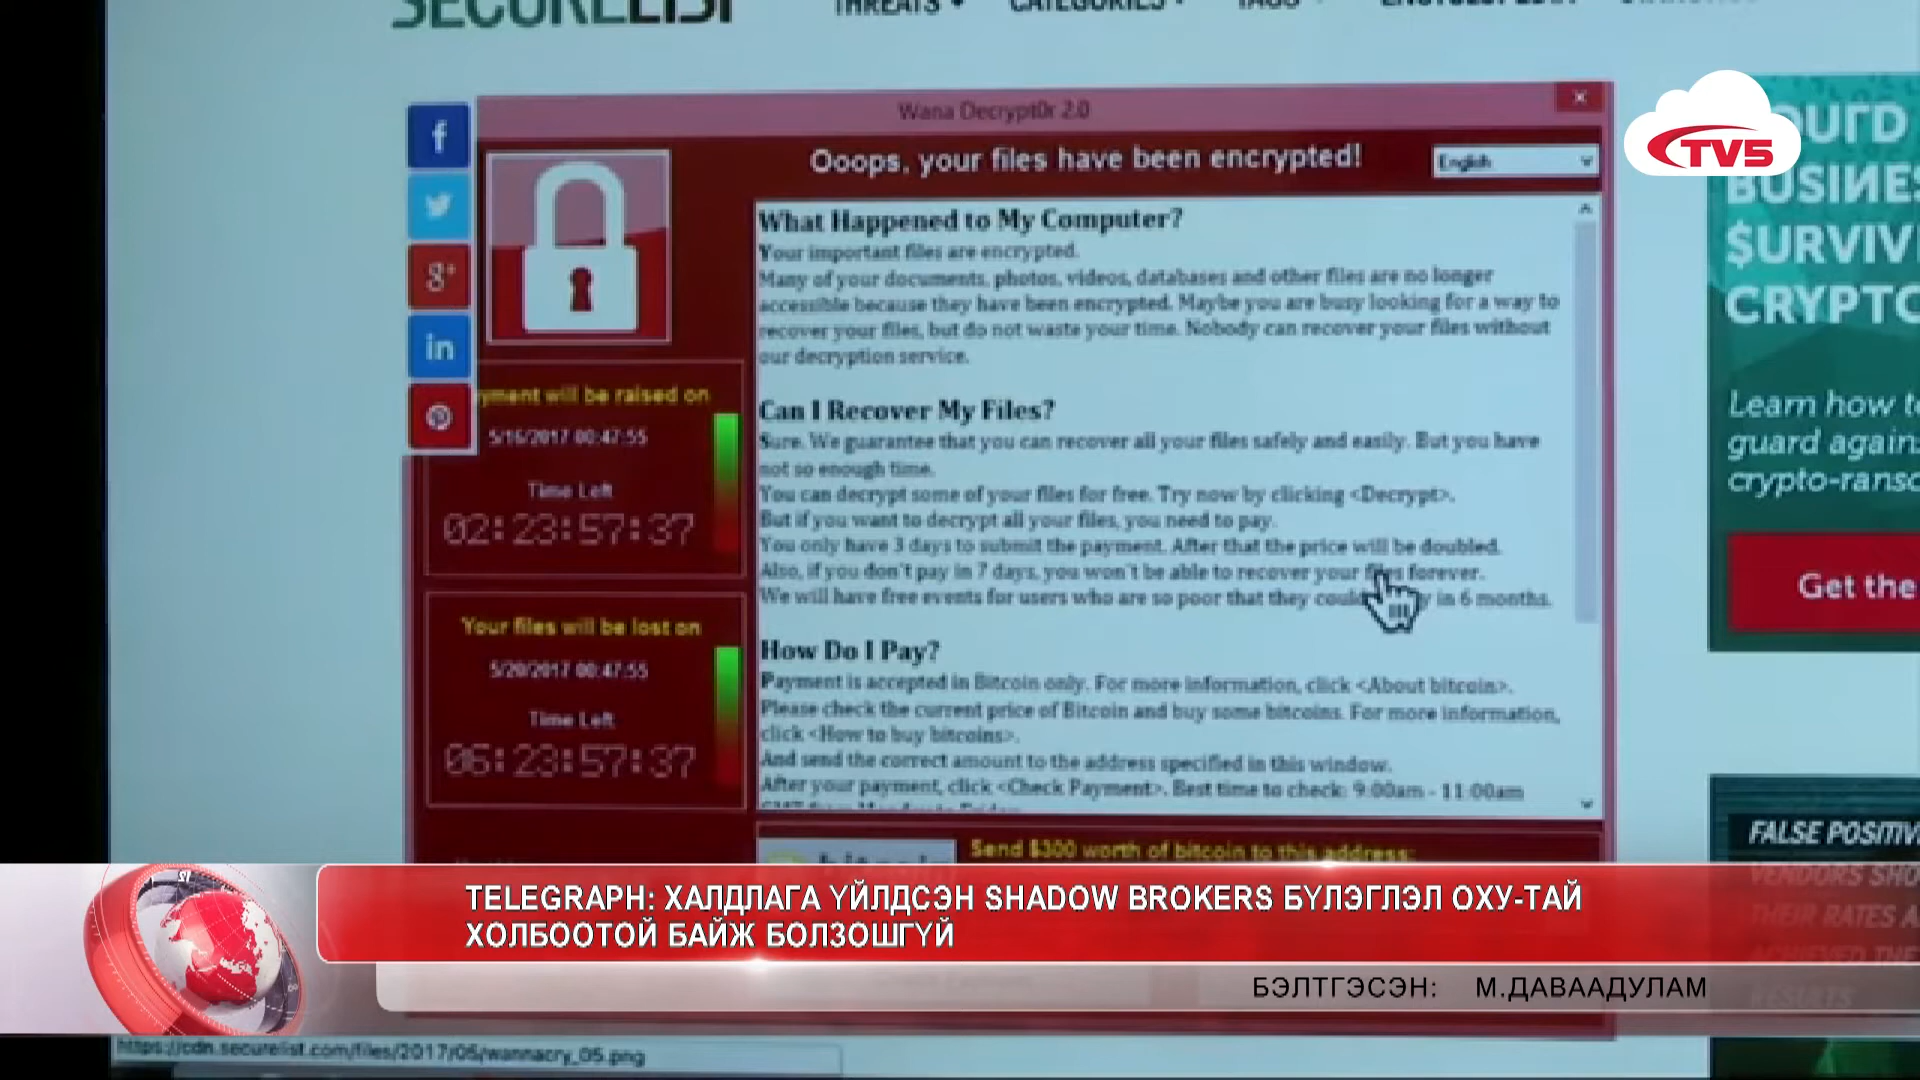 SECURELIST
THREATS
CATEGORIES
TAGS
TV5
Wana Decrypt0r 2.0
Ooops, your files have been encrypted!
English
What Happened to My Computer?
Your important files are encrypted.
Many of your documents, photos, videos, databases and other files are no longer
accessible because they have been encrypted. Maybe you are busy looking for a way to
recover your files, but do not waste your time. Nobody can recover your files without
our decryption service.
Can I Recover My Files?
Sure. We guarantee that you can recover all your files safely and easily. But you have
not so enough time.
You can decrypt some of your files for free. Try now by clicking <Decrypt>.
But if you want to decrypt all your files, you need to pay.
You only have 3 days to submit the payment. After that the price will be doubled.
Also, if you don't pay in 7 days, you won't be able to recover your files forever.
We will have free events for users who are so poor that they in 6 months.
How Do I Pay?
Payment is accepted in Bitcoin only. For more information, click <About bitcoin>.
Please check the current price of Bitcoin and buy some bitcoins. For more information,
click <How to buy bitcoins>.
And send the correct amount to the address specified in this window.
After your payment, click <Check Payment>. Best time to check: 9:00am - 11:00am
f
g+
in
yment will be raised on
5/16/2017 00:47:55
Time Left
02:23:57:37
Your files will be lost on
5/20/2017 00:47:55
Time Left
06:23:57:37
Send $300 worth of bitcoin to this address:
BUSINES
$URVIV
CRYPTO
Learn how t
guard agains
crypto-ranso
Get the
FALSE POSITIV
VENDORS SHO
THEIR RATES A
ACHIEVED THE
RESULTS
TELEGRAPH: ХАЛДЛАГА ҮЙЛДСЭН SHADOW BROKERS БҮЛЭГЛЭЛ ОХУ-ТАЙ
ХОЛБООТОЙ БАЙЖ БОЛЗОШГҮЙ
БЭЛТГЭСЭН: М.ДАВААДУЛАМ
https://cdn.securelist.com/files/2017/05/wannacry_05.png